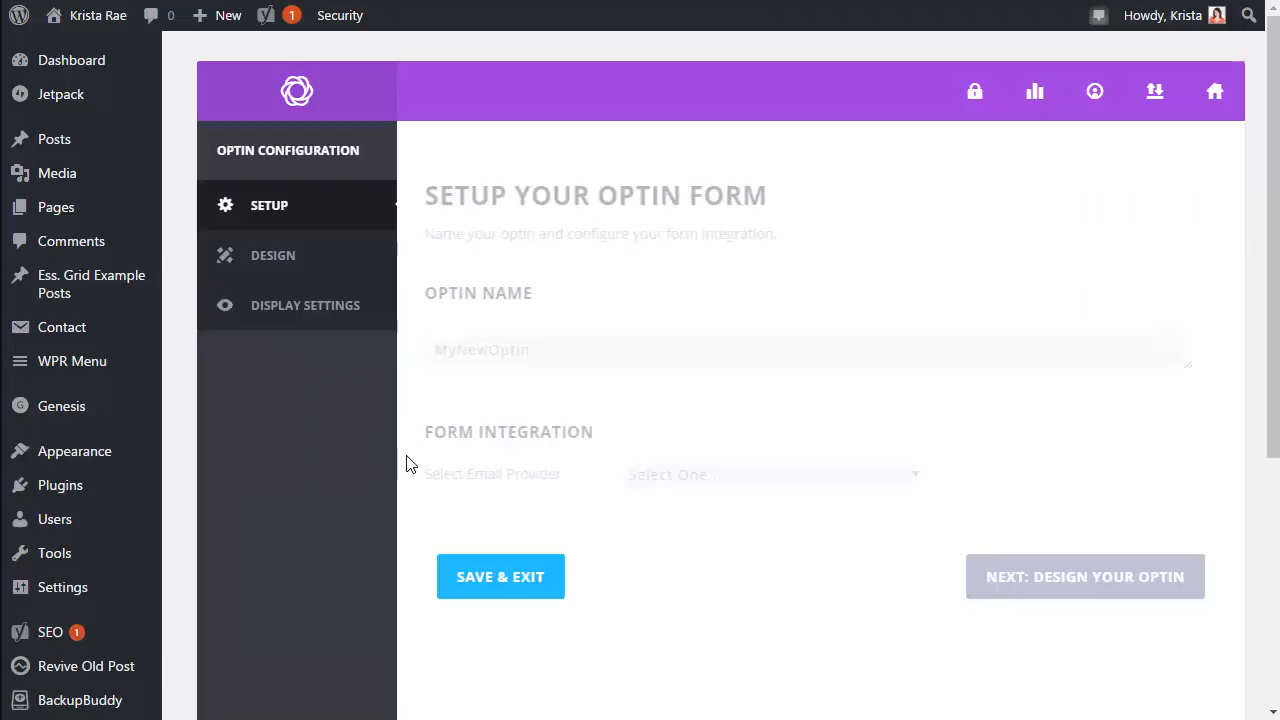 Krista Rae
0
New
1
Security
Howdy, Krista
Dashboard
Jetpack
Posts
Media
Pages
Comments
Ess. Grid Example
Posts
Contact
WPR Menu
G
Genesis
Appearance
Plugins
Users
Tools
Settings
SEO 1
Revive Old Post
BackupBuddy
OPTIN CONFIGURATION
SETUP
DESIGN
DISPLAY SETTINGS
SETUP YOUR OPTIN FORM
Name your optin and configure your form integration.
OPTIN NAME
MyNewOptin
FORM INTEGRATION
Select Email Provider
Select One...
SAVE & EXIT
NEXT: DESIGN YOUR OPTIN